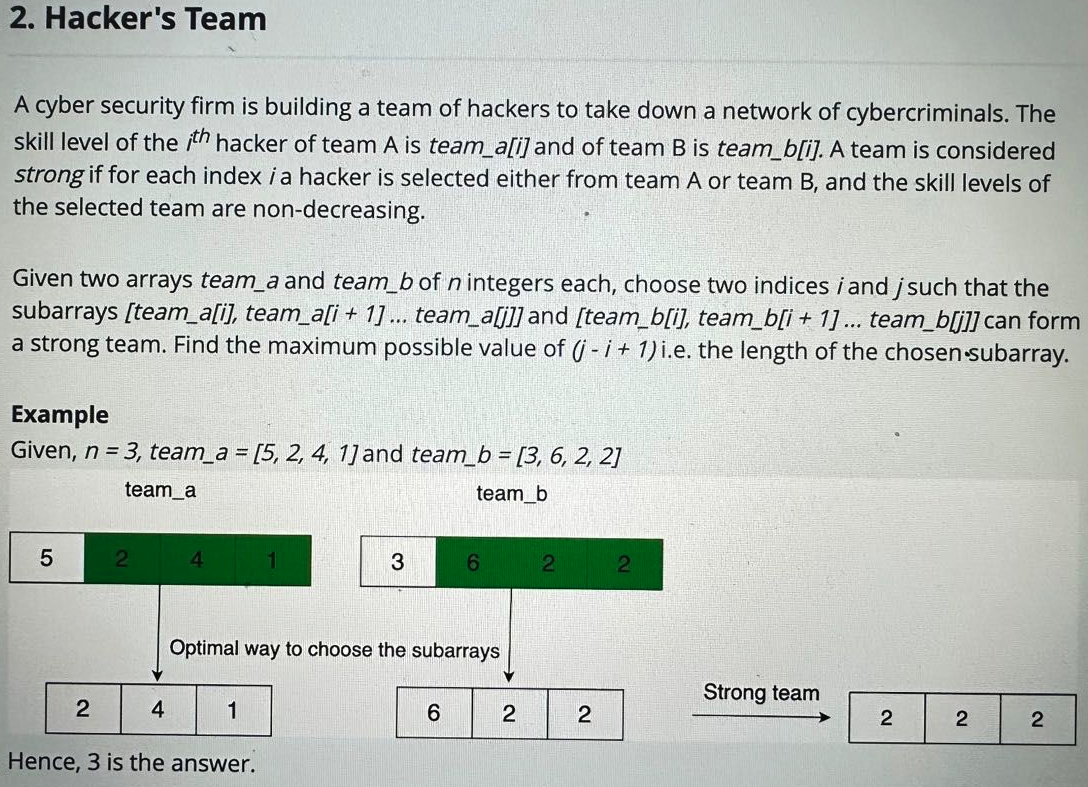 2. Hacker's Team
A cyber security firm is building a team of hackers to take down a network of cybercriminals. The
skill level of the ith hacker of team A is team_a[i] and of team B is team_b[i]. A team is considered
strong if for each index i a hacker is selected either from team A or team B, and the skill levels of
the selected team are non-decreasing.
Given two arrays team_a and team_b of n integers each, choose two indices i and j such that the
subarrays [team_a[i], team_a[i + 1] ... team_a[j]] and [team_b[i], team_b[i + 1] ... team_b[j]] can form
a strong team. Find the maximum possible value of (j - i + 1) i.e. the length of the chosen subarray.
Example
Given, n = 3, team_a = [5, 2, 4, 1] and team_b = [3, 6, 2, 2]
team_a team_b
5 2 4 1 3 6 2 2
Optimal way to choose the subarrays
Strong team
2 4 1 6 2 2 2 2 2
Hence, 3 is the answer.